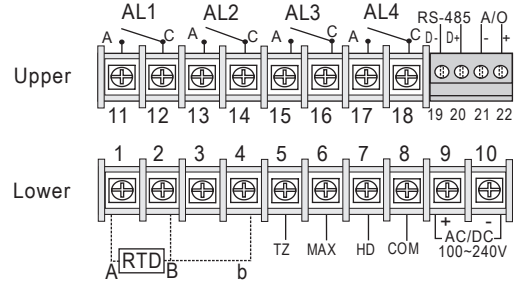 AL1 AL2 AL3 AL4 RS-485 A/O
A C A C A C A C D- D+ - +
Upper
11 12 13 14 15 16 17 18 19 20 21 22
1 2 3 4 5 6 7 8 9 10
Lower
+ -
TZ MAX HD COM AC/DC
100~240V
A RTD B b